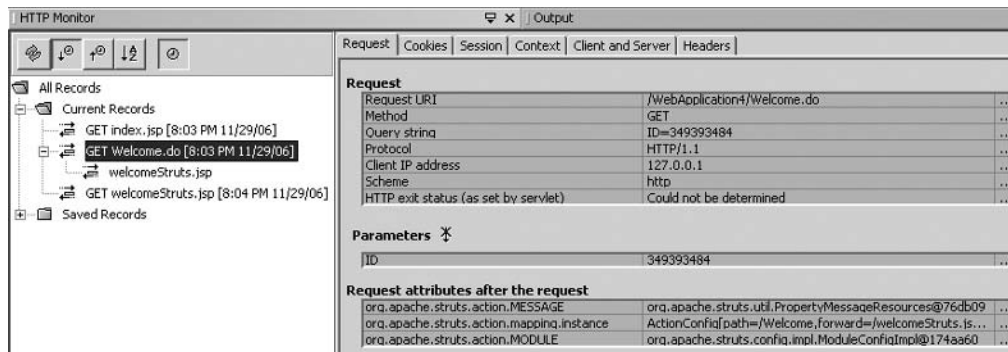 HTTP Monitor
Output
All Records
Current Records
GET index.jsp [8:03 PM 11/29/06]
GET Welcome.do [8:03 PM 11/29/06]
welcomeStruts.jsp
GET welcomeStruts.jsp [8:04 PM 11/29/06]
Saved Records
Request Cookies Session Context Client and Server Headers
Request
Request URI /WebApplication4/Welcome.do ...
Method GET ...
Query string ID=349393484 ...
Protocol HTTP/1.1 ...
Client IP address 127.0.0.1 ...
Scheme http ...
HTTP exit status (as set by servlet) Could not be determined ...
Parameters
ID 349393484 ...
Request attributes after the request
org.apache.struts.action.MESSAGE org.apache.struts.util.PropertyMessageResources@76db09 ...
org.apache.struts.action.mapping.instance ActionConfig[path=/Welcome,forward=/welcomeStruts.js... ...
org.apache.struts.action.MODULE org.apache.struts.config.impl.ModuleConfigImpl@174aa60 ...